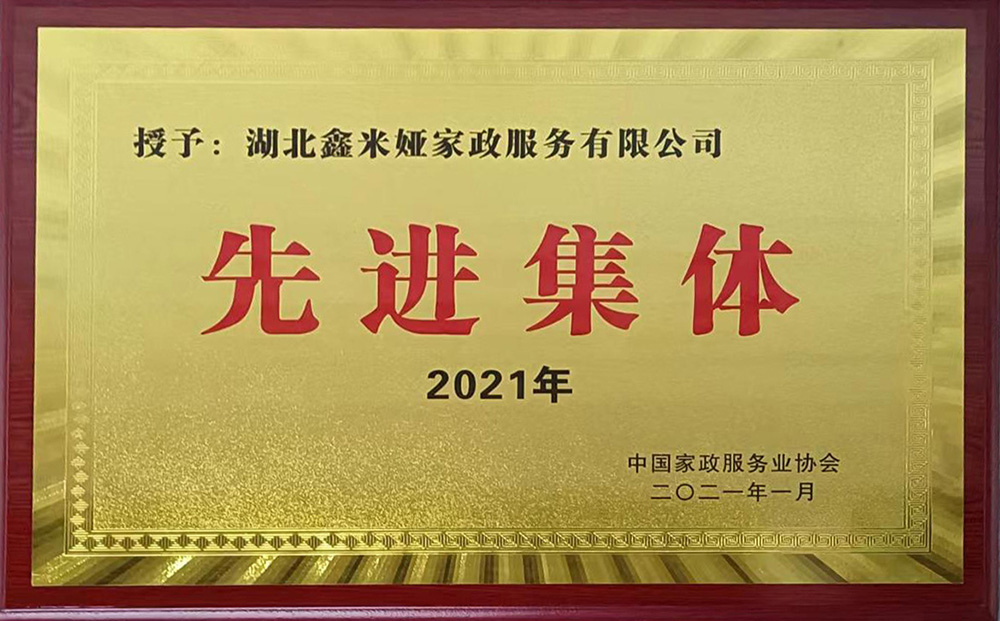 授予：湖北鑫米娅家政服务有限公司
先进集体
2021年
中国家政服务业协会
二〇二一年一月